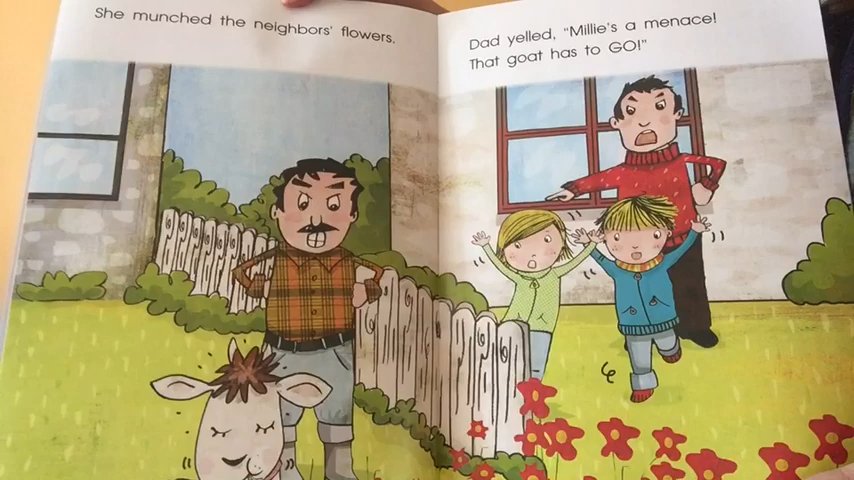 She munched the neighbors' flowers.
Dad yelled, "Millie's a menace!
That goat has to GO!"